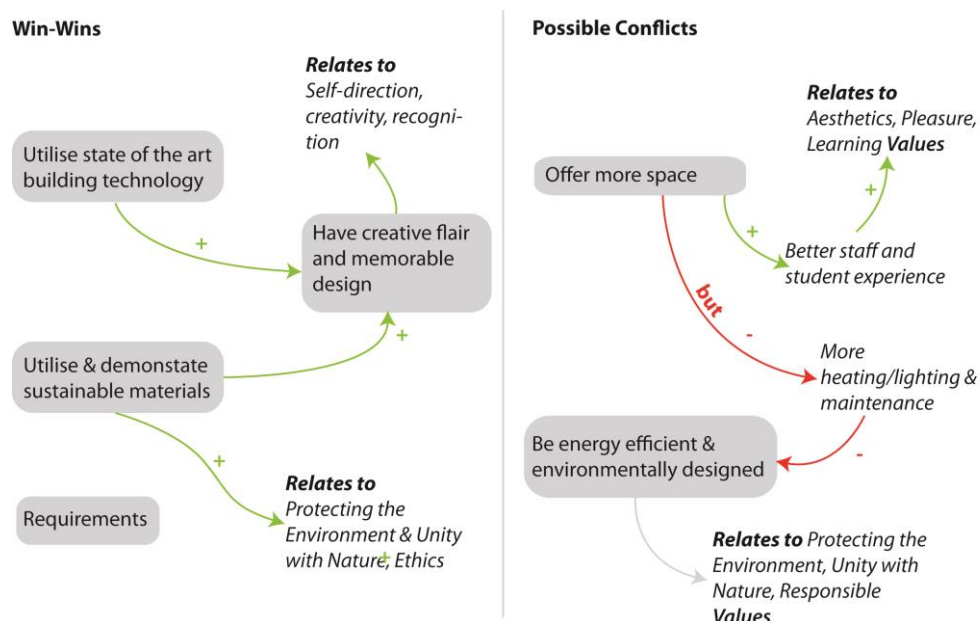 Win-Wins
Relates to
Self-direction,
creativity, recogni-
tion
Utilise state of the art
building technology
+
Have creative flair
and memorable
design
+
Utilise & demonstate
sustainable materials
+
Relates to
Protecting the
Environment & Unity
with Nature, Ethics
+
Requirements
Possible Conflicts
Relates to
Aesthetics, Pleasure,
Learning Values
Offer more space
+
+
Better staff and
student experience
but
-
More
heating/lighting &
maintenance
-
Be energy efficient &
environmentally designed
Relates to Protecting the
Environment, Unity with
Nature, Responsible
Values